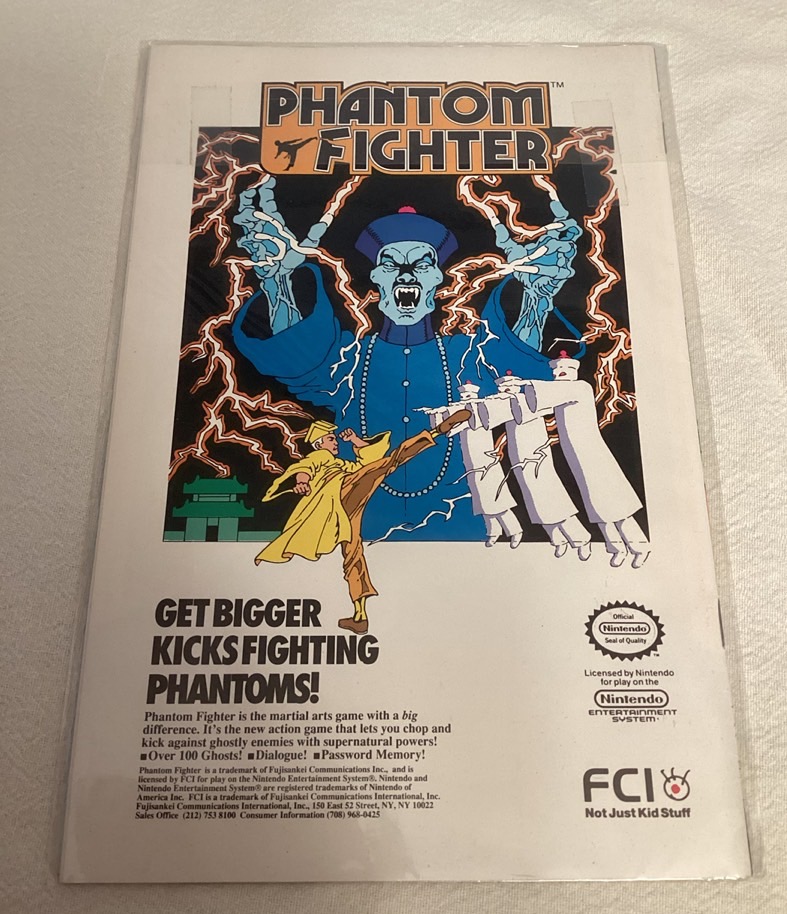 PHANTOM™
FIGHTER
GET BIGGER
KICKS FIGHTING
PHANTOMS!
Phantom Fighter is the martial arts game with a big
difference. It's the new action game that lets you chop and
kick against ghostly enemies with supernatural powers!
■Over 100 Ghosts! ■Dialogue! ■Password Memory!
Phantom Fighter is a trademark of Fujisankei Communications Inc., and is
licensed by FCI for play on the Nintendo Entertainment System®. Nintendo and
Nintendo Entertainment System® are registered trademarks of Nintendo of
America Inc. FCI is a trademark of Fujisankei Communications International, Inc.
Fujisankei Communications International, Inc., 150 East 52 Street, NY, NY 10022
Sales Office (212) 753 8100 Consumer Information (708) 968-0425
Official
Nintendo
Seal of Quality
™
Licensed by Nintendo
for play on the
Nintendo
ENTERTAINMENT
SYSTEM®
FCI
Not Just Kid Stuff